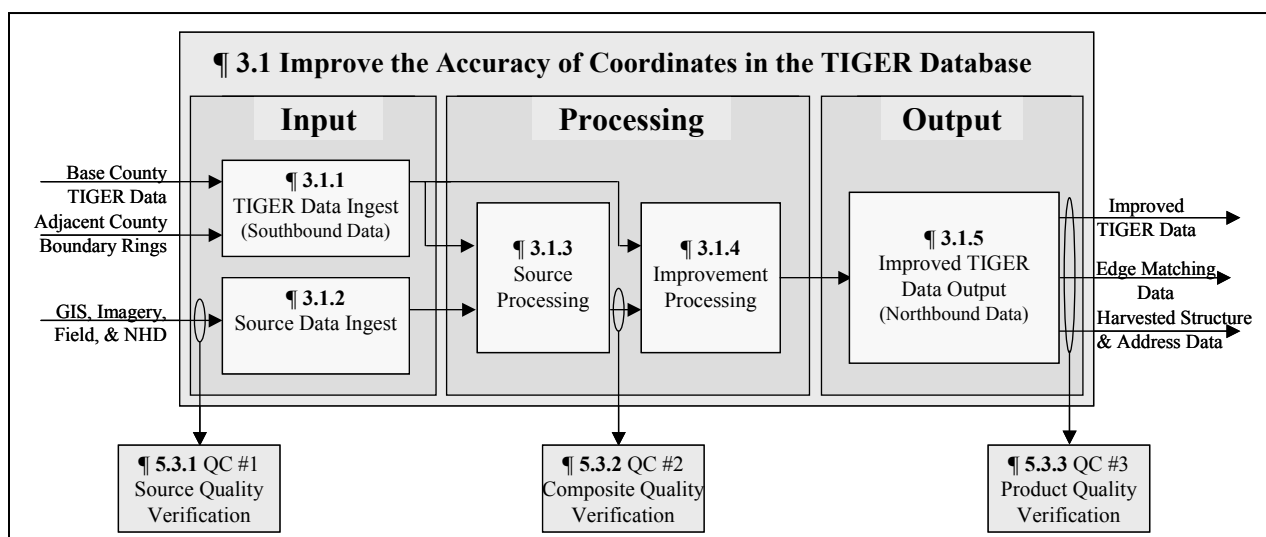 ¶ 3.1 Improve the Accuracy of Coordinates in the TIGER Database
Input
Processing
Output
Base County
TIGER Data
Adjacent County
Boundary Rings
GIS, Imagery,
Field, & NHD
¶ 3.1.1
TIGER Data Ingest
(Southbound Data)
¶ 3.1.2
Source Data Ingest
¶ 3.1.3
Source
Processing
¶ 3.1.4
Improvement
Processing
¶ 3.1.5
Improved TIGER
Data Output
(Northbound Data)
Improved
TIGER Data
Edge Matching
Data
Harvested Structure
& Address Data
¶ 5.3.1 QC #1
Source Quality
Verification
¶ 5.3.2 QC #2
Composite Quality
Verification
¶ 5.3.3 QC #3
Product Quality
Verification